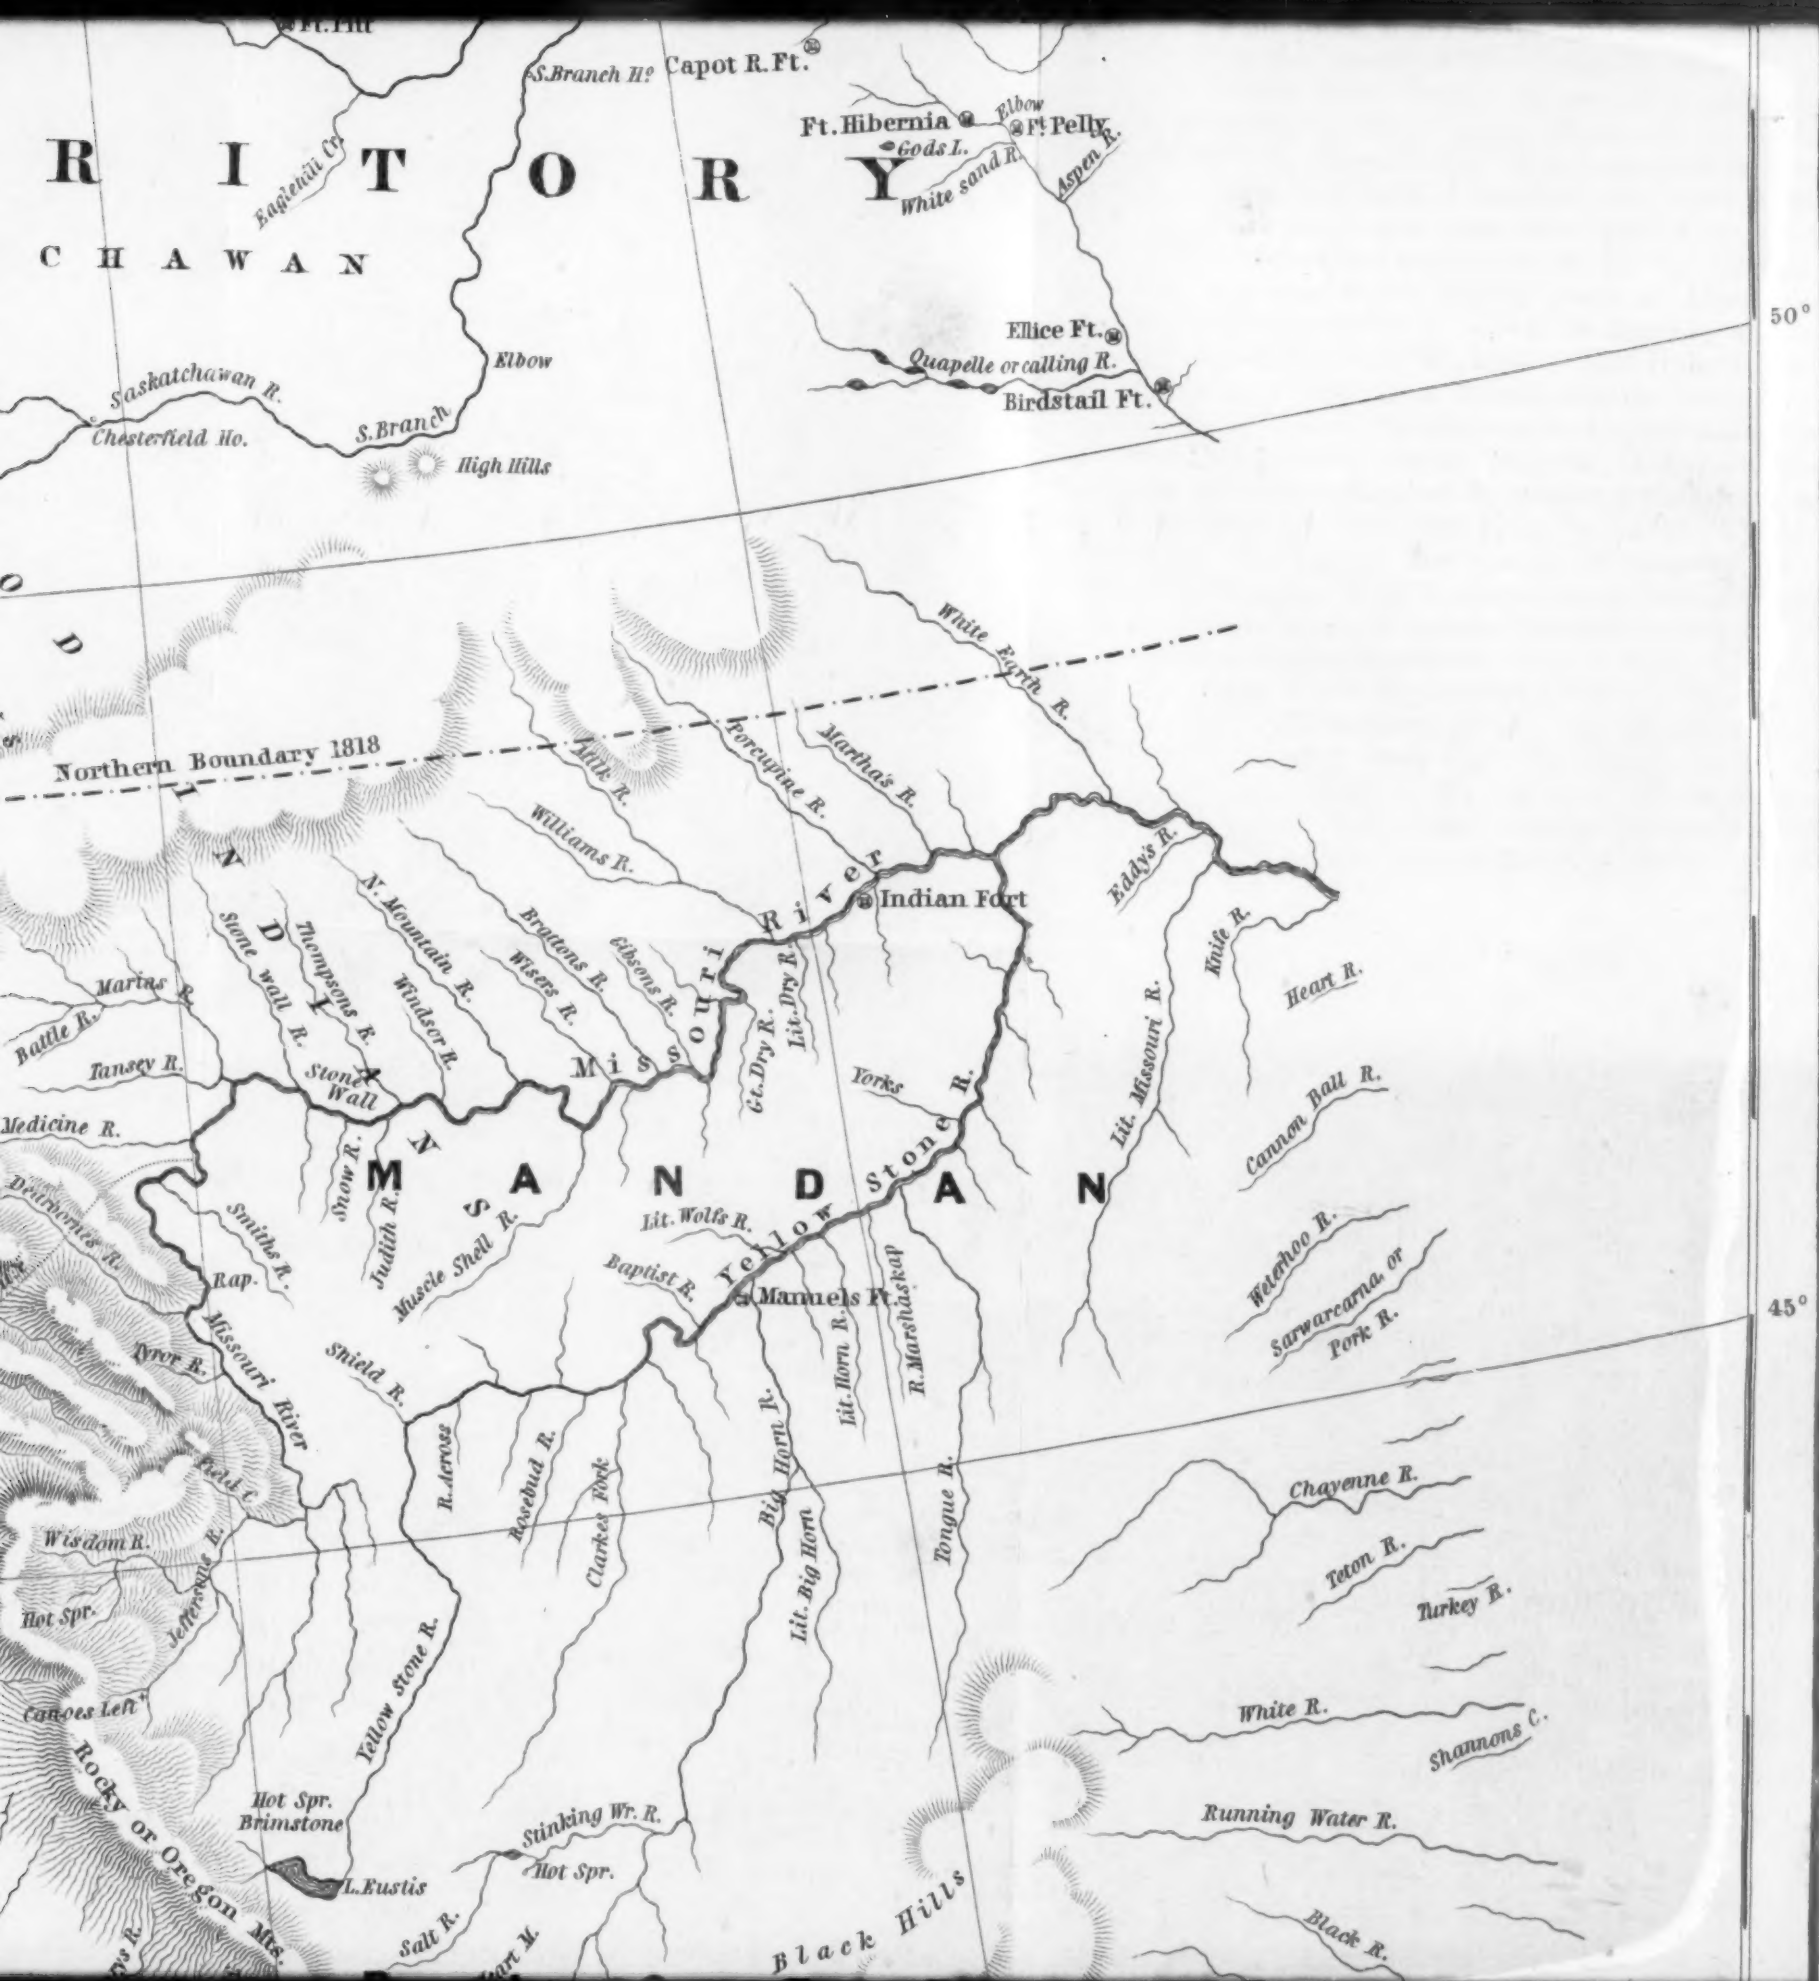 Ft. Pitt
S. Branch Hº
Capot R. Ft.
Ft. Hibernia
Elbow
Ft. Pelly
Gods L.
Aspen R.
White sand R.
Eaglehill Cr.
R I T O R Y
C H A W A N
50°
Ellice Ft.
Quapelle or calling R.
Birdstail Ft.
Elbow
Saskatchawan R.
Chesterfield Ho.
S. Branch
High Hills
O D
S
White Earth R.
Northern Boundary 1818
I N D I A N S
Milk R.
Porcupine R.
Martha's R.
Williams R.
Missouri River
Indian Fort
Eddy's R.
Knife R.
Heart R.
Stone wall R.
Thompsons R.
N. Mountain R.
Windsor R.
Brattons R.
Wisers R.
Gibsons R.
Gt. Dry R.
Lit. Dry R.
Marias R.
Battle R.
Tansey R.
Stone
Wall
Medicine R.
Yorks
Lit. Missouri R.
Cannon Ball R.
M A N D A N
Snow R.
Judith R.
Muscle Shell R.
Smiths R.
Dearbornes R.
Rap.
Lit. Wolfs R.
Baptist R.
Yellow Stone R.
Manuels Ft.
Lit. Horn R.
R. Marshaskap
Weterhoo R.
Sarwarcarna, or
Pork R.
45°
Missouri River
Tyror R.
Shield R.
R. Across
Rosebud R.
Clarkes Fork
Big Horn R.
Lit. Big Horn
Tongue R.
Chayenne R.
Teton R.
Turkey R.
Field C.
Wisdom R.
Jeffersons R.
Hot Spr.
Canoes Left
Yellow Stone R.
White R.
Shannons C.
Rocky or Oregon Mts.
Hot Spr.
Brimstone
L. Eustis
Stinking Wr. R.
Hot Spr.
Salt R.
Running Water R.
Black Hills
Black R.